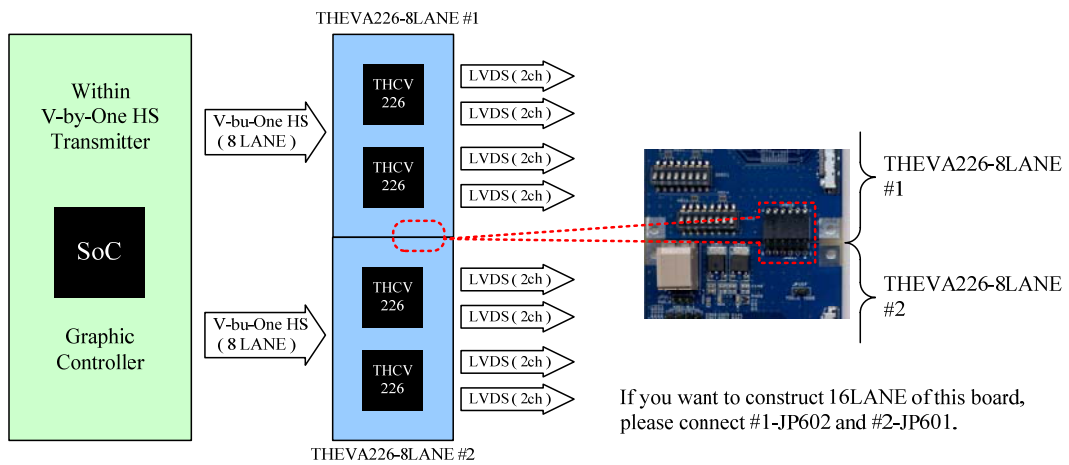 THEVA226-8LANE #1
Within
V-by-One HS
Transmitter
SoC
Graphic
Controller
V-bu-One HS
( 8 LANE )
V-bu-One HS
( 8 LANE )
THCV
226
THCV
226
THCV
226
THCV
226
LVDS ( 2ch )
LVDS ( 2ch )
LVDS ( 2ch )
LVDS ( 2ch )
LVDS ( 2ch )
LVDS ( 2ch )
LVDS ( 2ch )
LVDS ( 2ch )
THEVA226-8LANE #2
THEVA226-8LANE
#1
THEVA226-8LANE
#2
If you want to construct 16LANE of this board,
please connect #1-JP602 and #2-JP601.